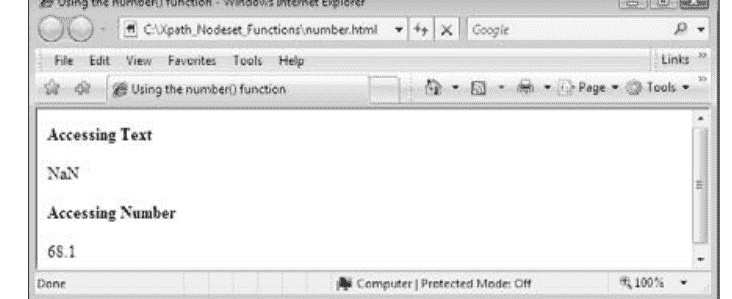 Using the number() function - Windows Internet Explorer
C:\Xpath_Nodeset_Functions\number.html Google
File Edit View Favorites Tools Help Links »
Using the number() function Page Tools »
Accessing Text
NaN
Accessing Number
68.1
Done Computer | Protected Mode: Off 100%